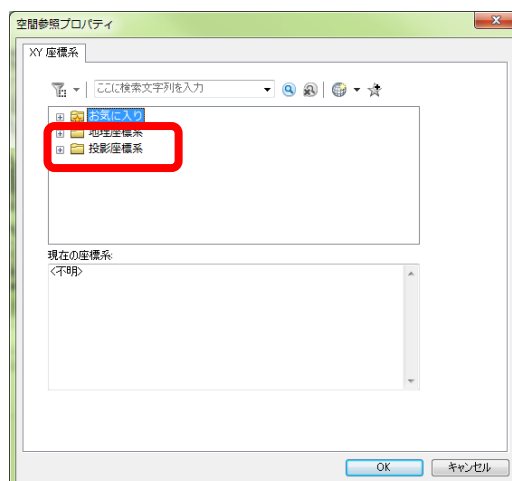 空間参照プロパティ
XY 座標系
ここに検索文字列を入力
お気に入り
地理座標系
投影座標系
現在の座標系:
<不明>
OK
キャンセル